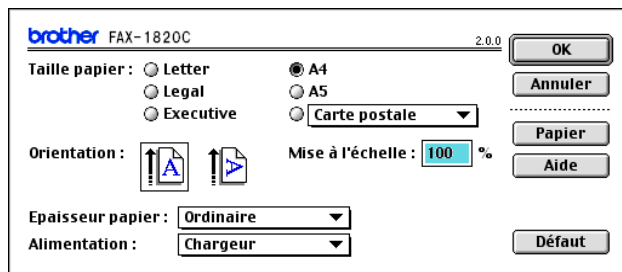 brother FAX-1820C 2.0.0
OK
Taille papier : Letter A4
Legal A5
Annuler
Executive Carte postale
Papier
Orientation : A A Mise à l'échelle : 100 %
Aide
Epaisseur papier : Ordinaire
Alimentation : Chargeur
Défaut